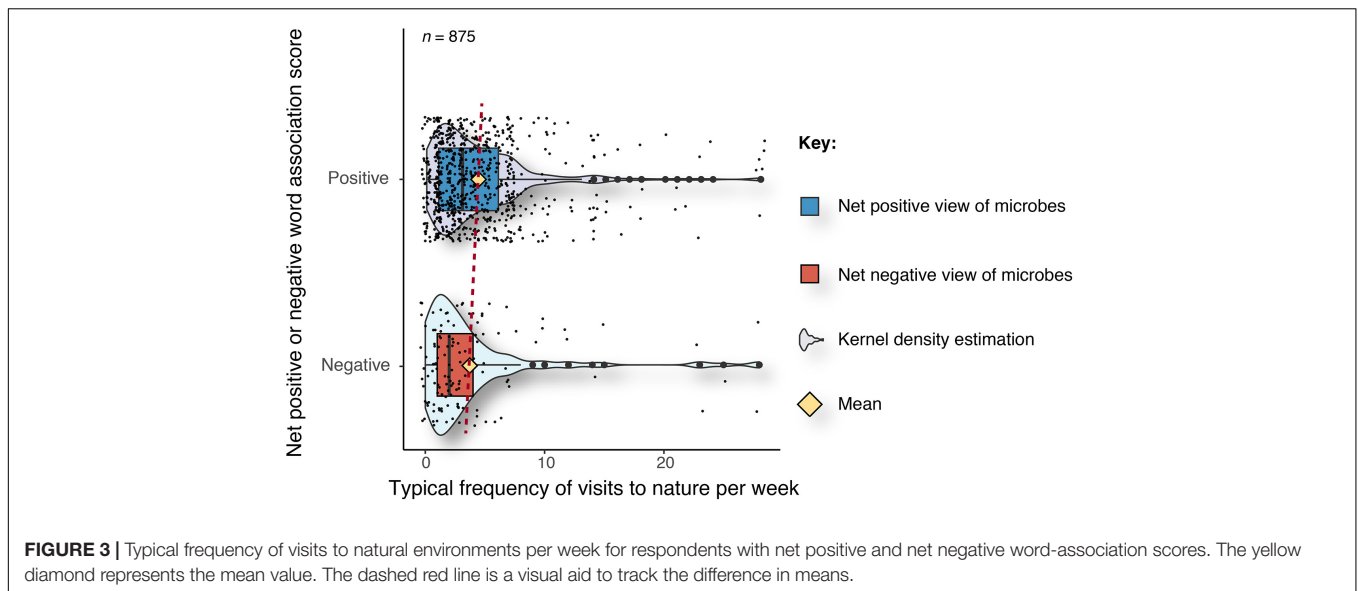 n = 875
Net positive or negative word association score
Positive
Negative
0 10 20
Typical frequency of visits to nature per week
Key:
Net positive view of microbes
Net negative view of microbes
Kernel density estimation
Mean
FIGURE 3 | Typical frequency of visits to natural environments per week for respondents with net positive and net negative word-association scores. The yellow
diamond represents the mean value. The dashed red line is a visual aid to track the difference in means.